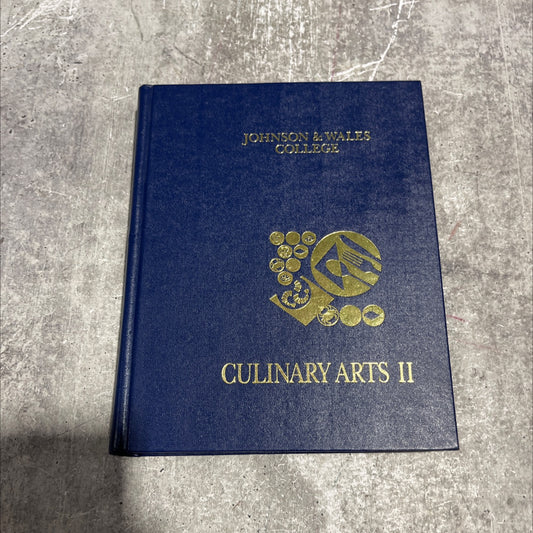 JOHNSON & WALES
COLLEGE
CULINARY ARTS II